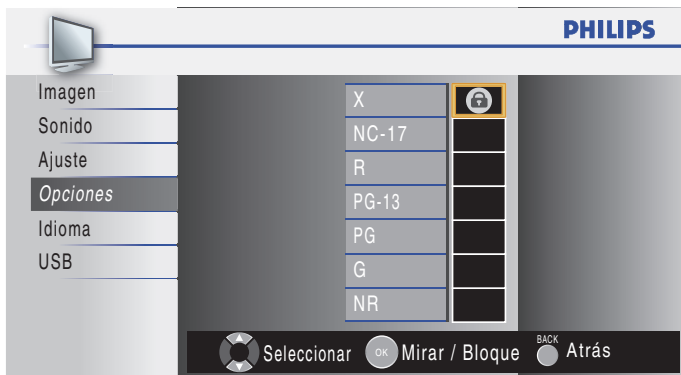 PHILIPS
Imagen
Sonido
Ajuste
Opciones
Idioma
USB
X
NC-17
R
PG-13
PG
G
NR
Seleccionar OK Mirar / Bloque BACK Atrás